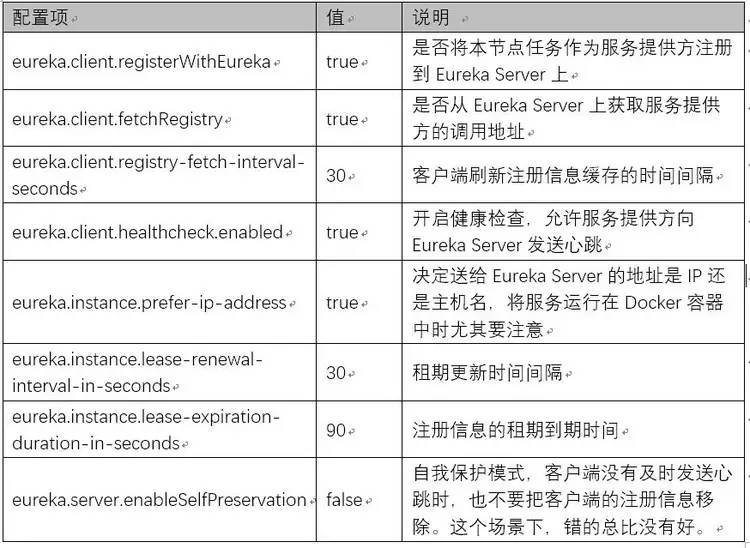 配置项 值 说明
eureka.client.registerWithEureka true 是否将本节点任务作为服务提供方注册
到 Eureka Server 上
eureka.client.fetchRegistry true 是否从 Eureka Server 上获取服务提供
方的调用地址
eureka.client.registry-fetch-interval-
seconds 30 客户端刷新注册信息缓存的时间间隔
eureka.client.healthcheck.enabled true 开启健康检查，允许服务提供方向
Eureka Server 发送心跳
eureka.instance.prefer-ip-address true 决定送给 Eureka Server 的地址是 IP 还
是主机名，将服务运行在 Docker 容器
中时尤其要注意
eureka.instance.lease-renewal-
interval-in-seconds 30 租期更新时间间隔
eureka.instance.lease-expiration-
duration-in-seconds 90 注册信息的租期到期时间
eureka.server.enableSelfPreservation false 自我保护模式，客户端没有及时发送心
跳时，也不要把客户端的注册信息移
除。这个场景下，错的总比没有好。